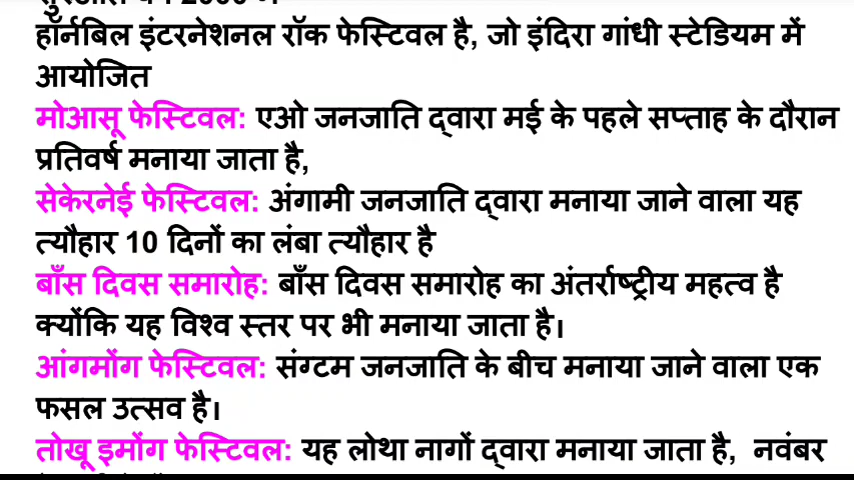 हॉर्नबिल इंटरनेशनल रॉक फेस्टिवल है, जो इंदिरा गांधी स्टेडियम में
आयोजित
मोआसू फेस्टिवल: एओ जनजाति द्वारा मई के पहले सप्ताह के दौरान
प्रतिवर्ष मनाया जाता है,
सेकेरनेई फेस्टिवल: अंगामी जनजाति द्वारा मनाया जाने वाला यह
त्यौहार 10 दिनों का लंबा त्यौहार है
बाँस दिवस समारोह: बाँस दिवस समारोह का अंतर्राष्ट्रीय महत्व है
क्योंकि यह विश्व स्तर पर भी मनाया जाता है।
आंगमोंग फेस्टिवल: संग्टम जनजाति के बीच मनाया जाने वाला एक
फसल उत्सव है।
तोखू इमोंग फेस्टिवल: यह लोथा नागों द्वारा मनाया जाता है, नवंबर